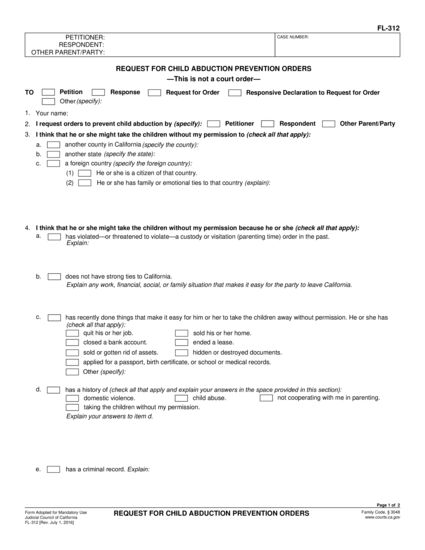 FL-312
PETITIONER:
RESPONDENT:
OTHER PARENT/PARTY:
CASE NUMBER:
REQUEST FOR CHILD ABDUCTION PREVENTION ORDERS
—This is not a court order—
TO Petition Response Request for Order Responsive Declaration to Request for Order
Other (specify):
1. Your name:
2. I request orders to prevent child abduction by (specify): Petitioner Respondent Other Parent/Party
3. I think that he or she might take the children without my permission to (check all that apply):
a. another county in California (specify the county):
b. another state (specify the state):
c. a foreign country (specify the foreign country):
(1) He or she is a citizen of that country.
(2) He or she has family or emotional ties to that country (explain):
4. I think that he or she might take the children without my permission because he or she (check all that apply):
a. has violated—or threatened to violate—a custody or visitation (parenting time) order in the past.
Explain:
b. does not have strong ties to California.
Explain any work, financial, social, or family situation that makes it easy for the party to leave California.
c. has recently done things that make it easy for him or her to take the children away without permission. He or she has
(check all that apply):
quit his or her job. sold his or her home.
closed a bank account. ended a lease.
sold or gotten rid of assets. hidden or destroyed documents.
applied for a passport, birth certificate, or school or medical records.
Other (specify):
d. has a history of (check all that apply and explain your answers in the space provided in this section):
domestic violence. child abuse. not cooperating with me in parenting.
taking the children without my permission.
Explain your answers to item d.
e. has a criminal record. Explain:
Page 1 of 2
Form Adopted for Mandatory Use
Judicial Council of California
FL-312 [Rev. July 1, 2016]
REQUEST FOR CHILD ABDUCTION PREVENTION ORDERS
Family Code, § 3048
www.courts.ca.gov